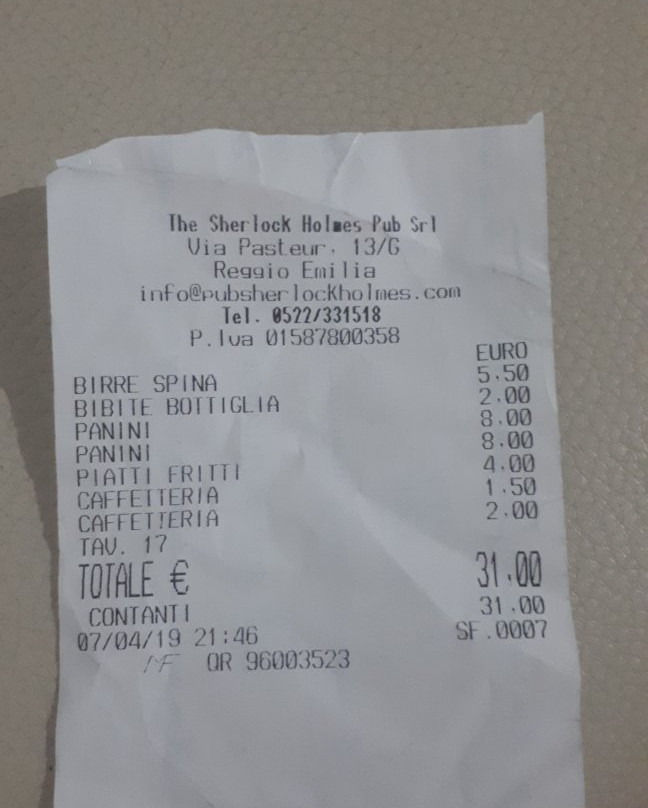 The Sherlock Holmes Pub Srl
Via Pasteur, 13/G
Reggio Emilia
info@pubsherlockholmes.com
Tel. 0522/331518
P.Iva 01587800358
EURO
BIRRE SPINA 5.50
BIBITE BOTTIGLIA 2.00
PANINI 8.00
PANINI 8.00
PIATTI FRITTI 4.00
CAFFETTERIA 1.50
CAFFETTERIA 2.00
TAV. 17
TOTALE € 31.00
CONTANTI 31.00
07/04/19 21:46 SF.0007
MF QR 96003523